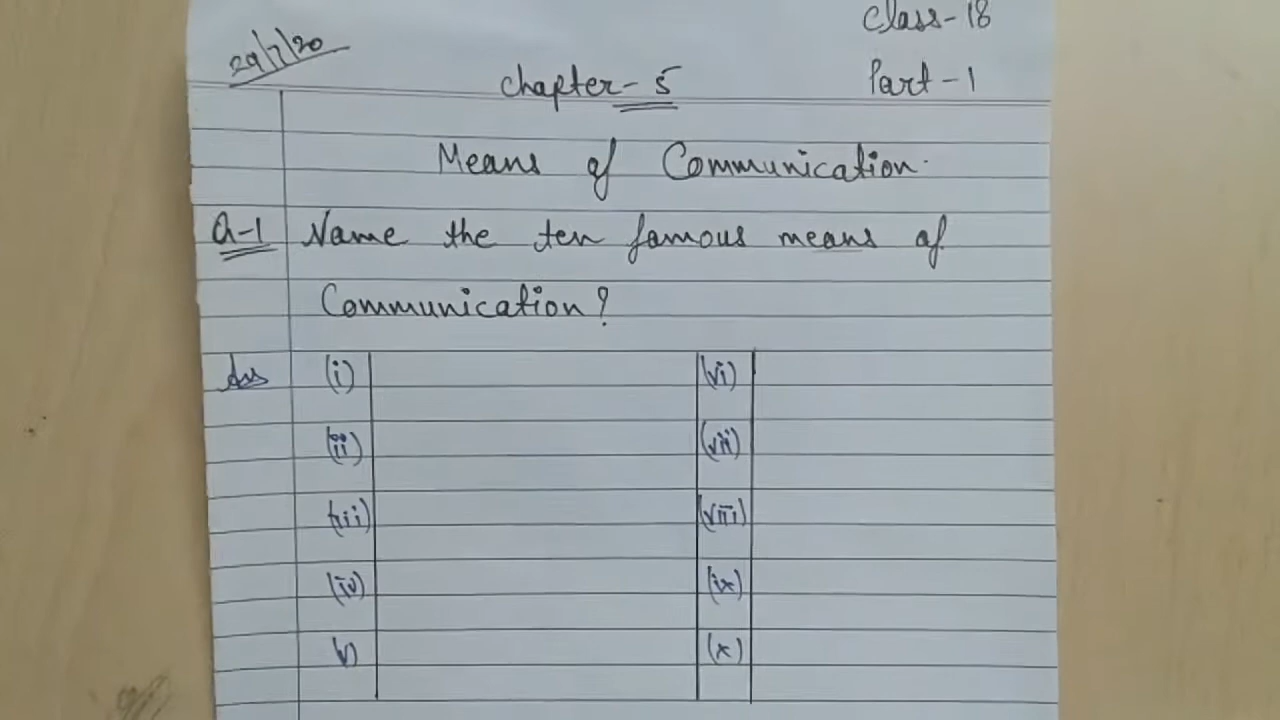 Class-18
29/7/20
Chapter-5
Part-1
Means of Communication.
Q-1 Name the ten famous means of
Communication?
Ans (i) (vi)
(ii) (vii)
(iii) (viii)
(iv) (ix)
(v) (x)